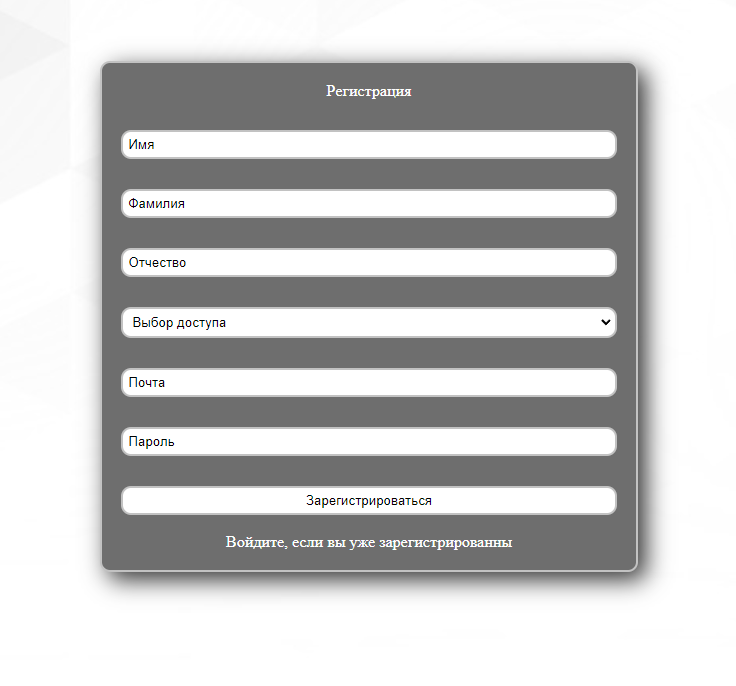 Регистрация
Имя
Фамилия
Отчество
Выбор доступа
Почта
Пароль
Зарегистрироваться
Войдите, если вы уже зарегистрированны